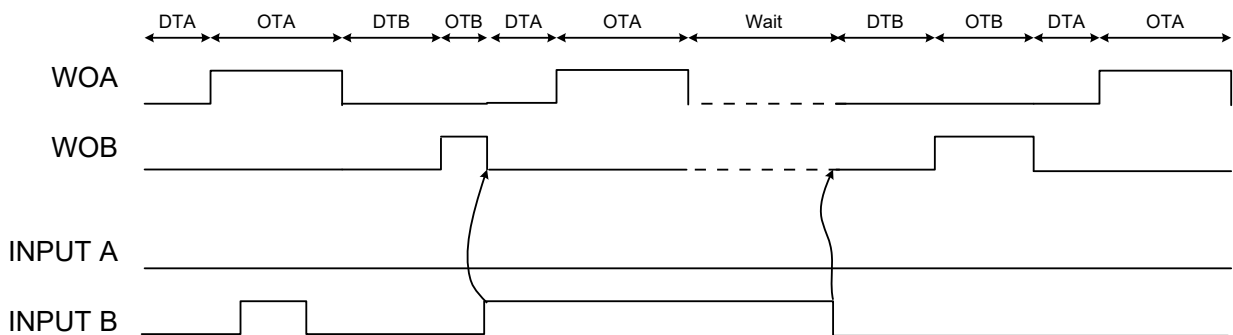 DTA OTA DTB OTB DTA OTA Wait DTB OTB DTA OTA
WOA
WOB
INPUT A
INPUT B